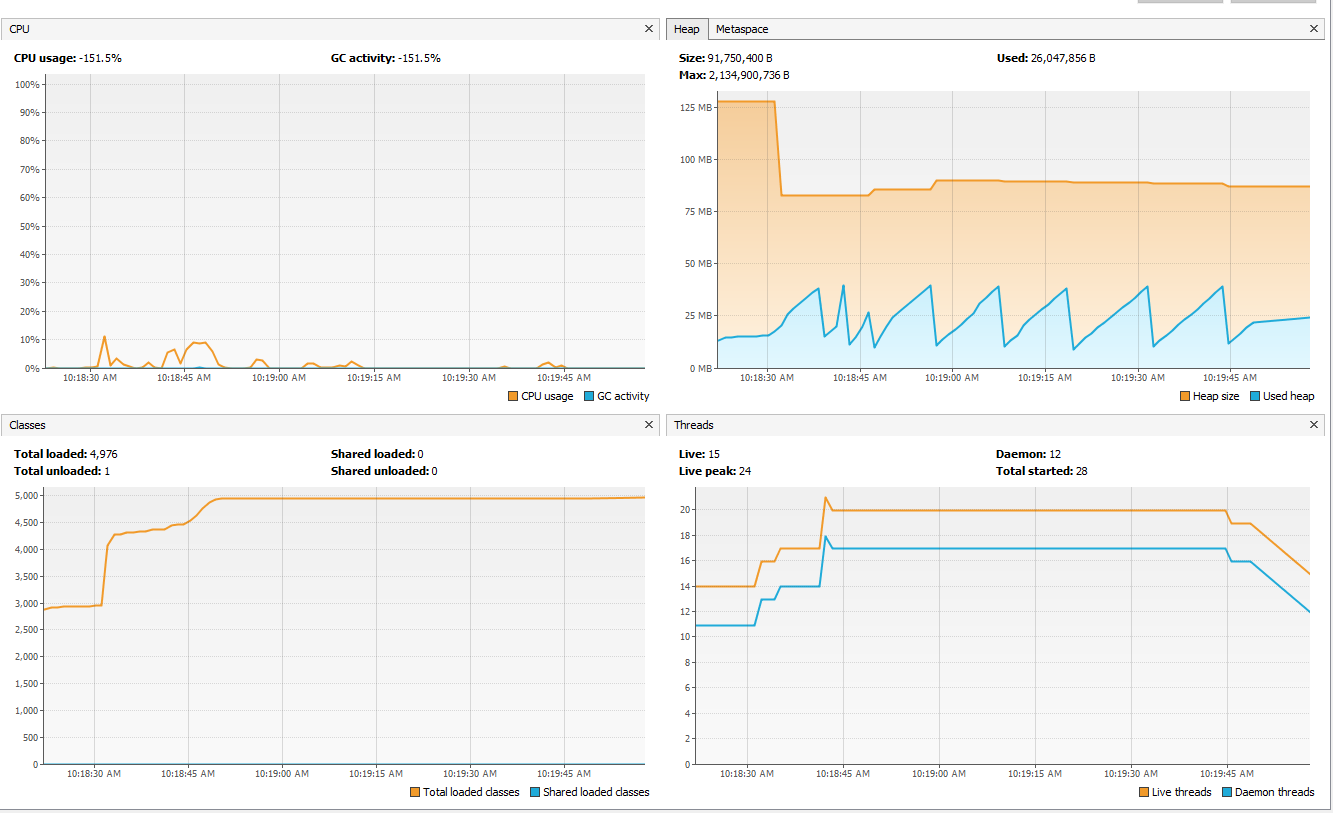 CPU
CPU usage: -151.5% GC activity: -151.5%
100%
90%
80%
70%
60%
50%
40%
30%
20%
10%
0%
10:18:30 AM 10:18:45 AM 10:19:00 AM 10:19:15 AM 10:19:30 AM 10:19:45 AM
CPU usage GC activity
Heap Metaspace
Size: 91,750,400 B Used: 26,047,856 B
Max: 2,134,900,736 B
125 MB
100 MB
75 MB
50 MB
25 MB
0 MB
10:18:30 AM 10:18:45 AM 10:19:00 AM 10:19:15 AM 10:19:30 AM 10:19:45 AM
Heap size Used heap
Classes
Total loaded: 4,976 Shared loaded: 0
Total unloaded: 1 Shared unloaded: 0
5,000
4,500
4,000
3,500
3,000
2,500
2,000
1,500
1,000
500
0
10:18:30 AM 10:18:45 AM 10:19:00 AM 10:19:15 AM 10:19:30 AM 10:19:45 AM
Total loaded classes Shared loaded classes
Threads
Live: 15 Daemon: 12
Live peak: 24 Total started: 28
20
18
16
14
12
10
8
6
4
2
0
10:18:30 AM 10:18:45 AM 10:19:00 AM 10:19:15 AM 10:19:30 AM 10:19:45 AM
Live threads Daemon threads